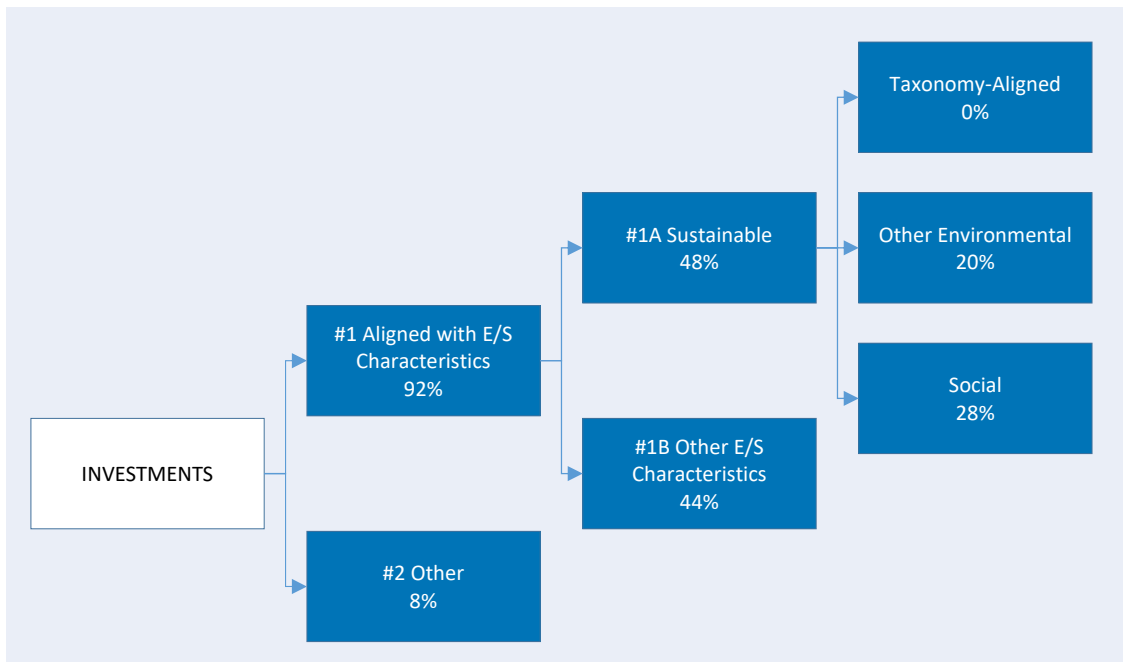 INVESTMENTS
#1 Aligned with E/S
Characteristics
92%
#2 Other
8%
#1A Sustainable
48%
#1B Other E/S
Characteristics
44%
Taxonomy-Aligned
0%
Other Environmental
20%
Social
28%